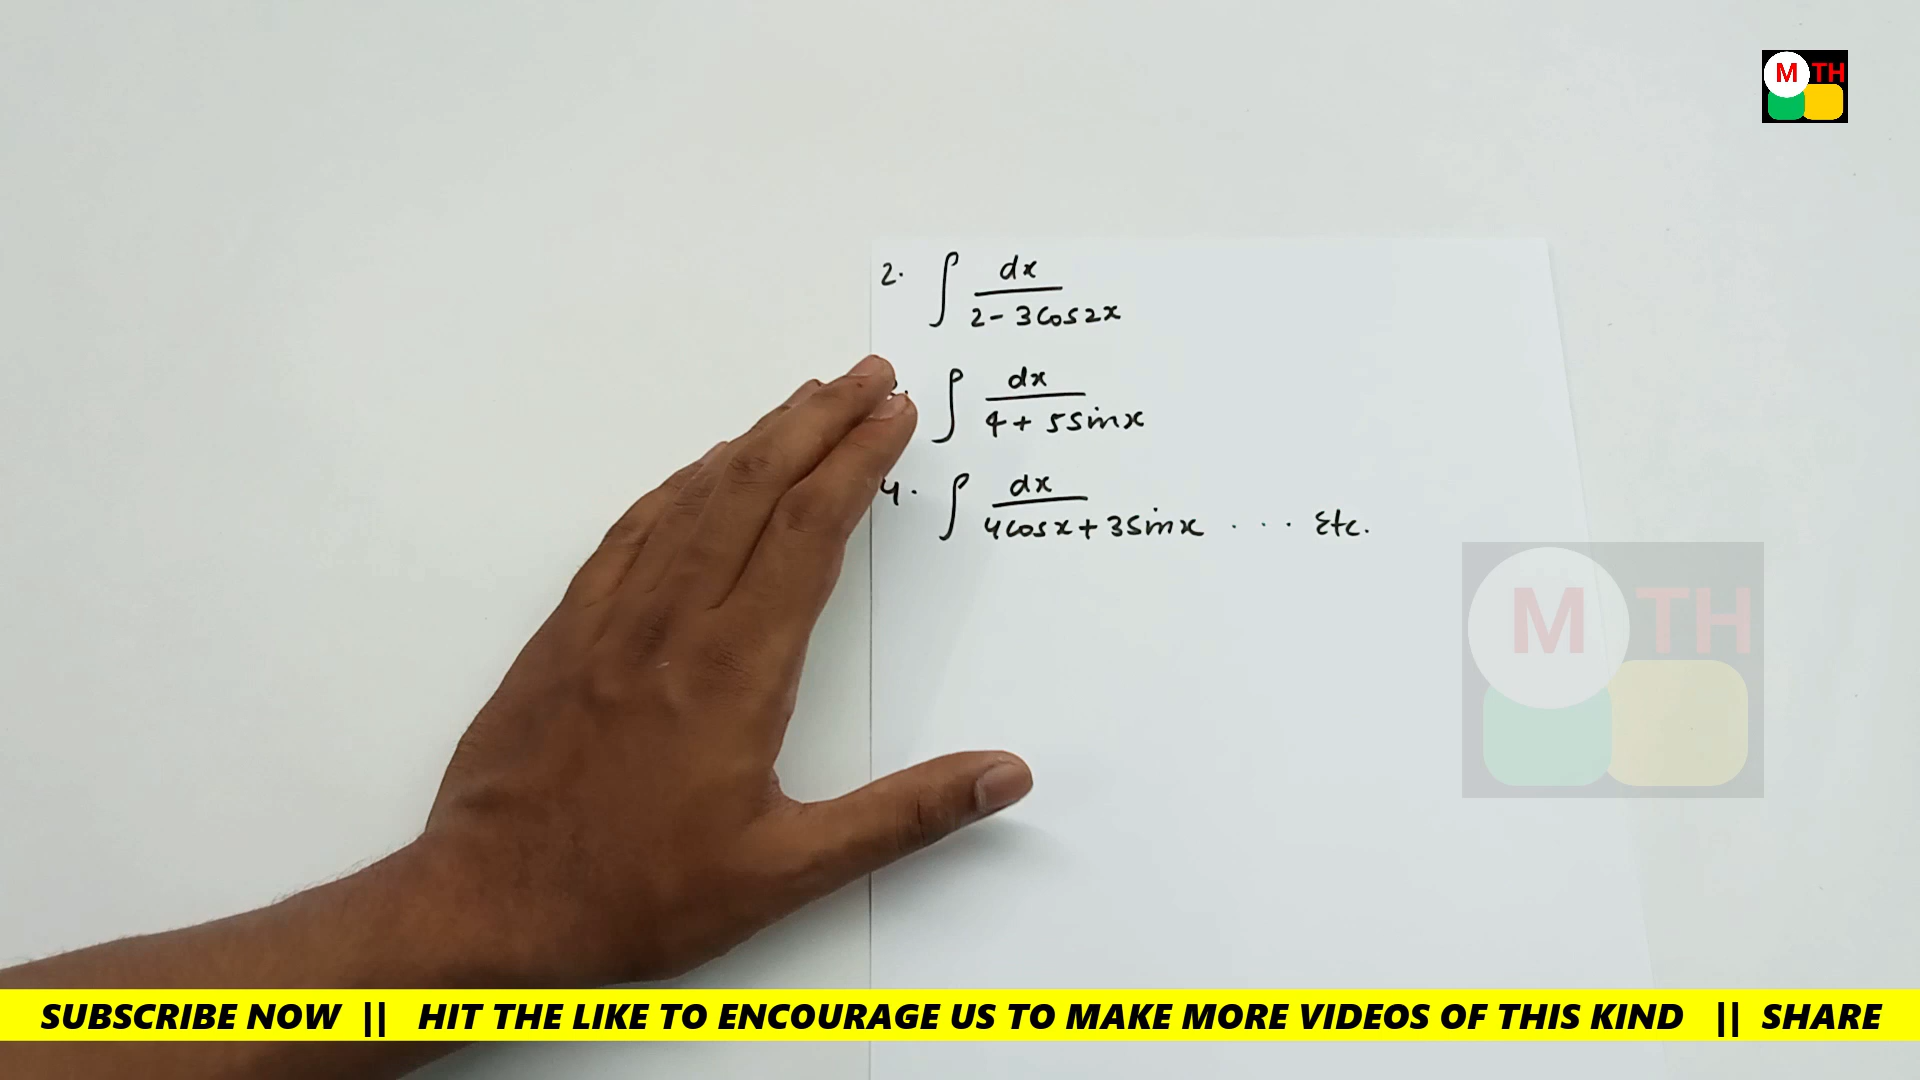 M TH
2. ∫ dx / 2 - 3cos2x
∫ dx / 4 + 5sinx
4. ∫ dx / 4cosx + 3sinx ... Etc.
M TH
SUBSCRIBE NOW || HIT THE LIKE TO ENCOURAGE US TO MAKE MORE VIDEOS OF THIS KIND || SHARE